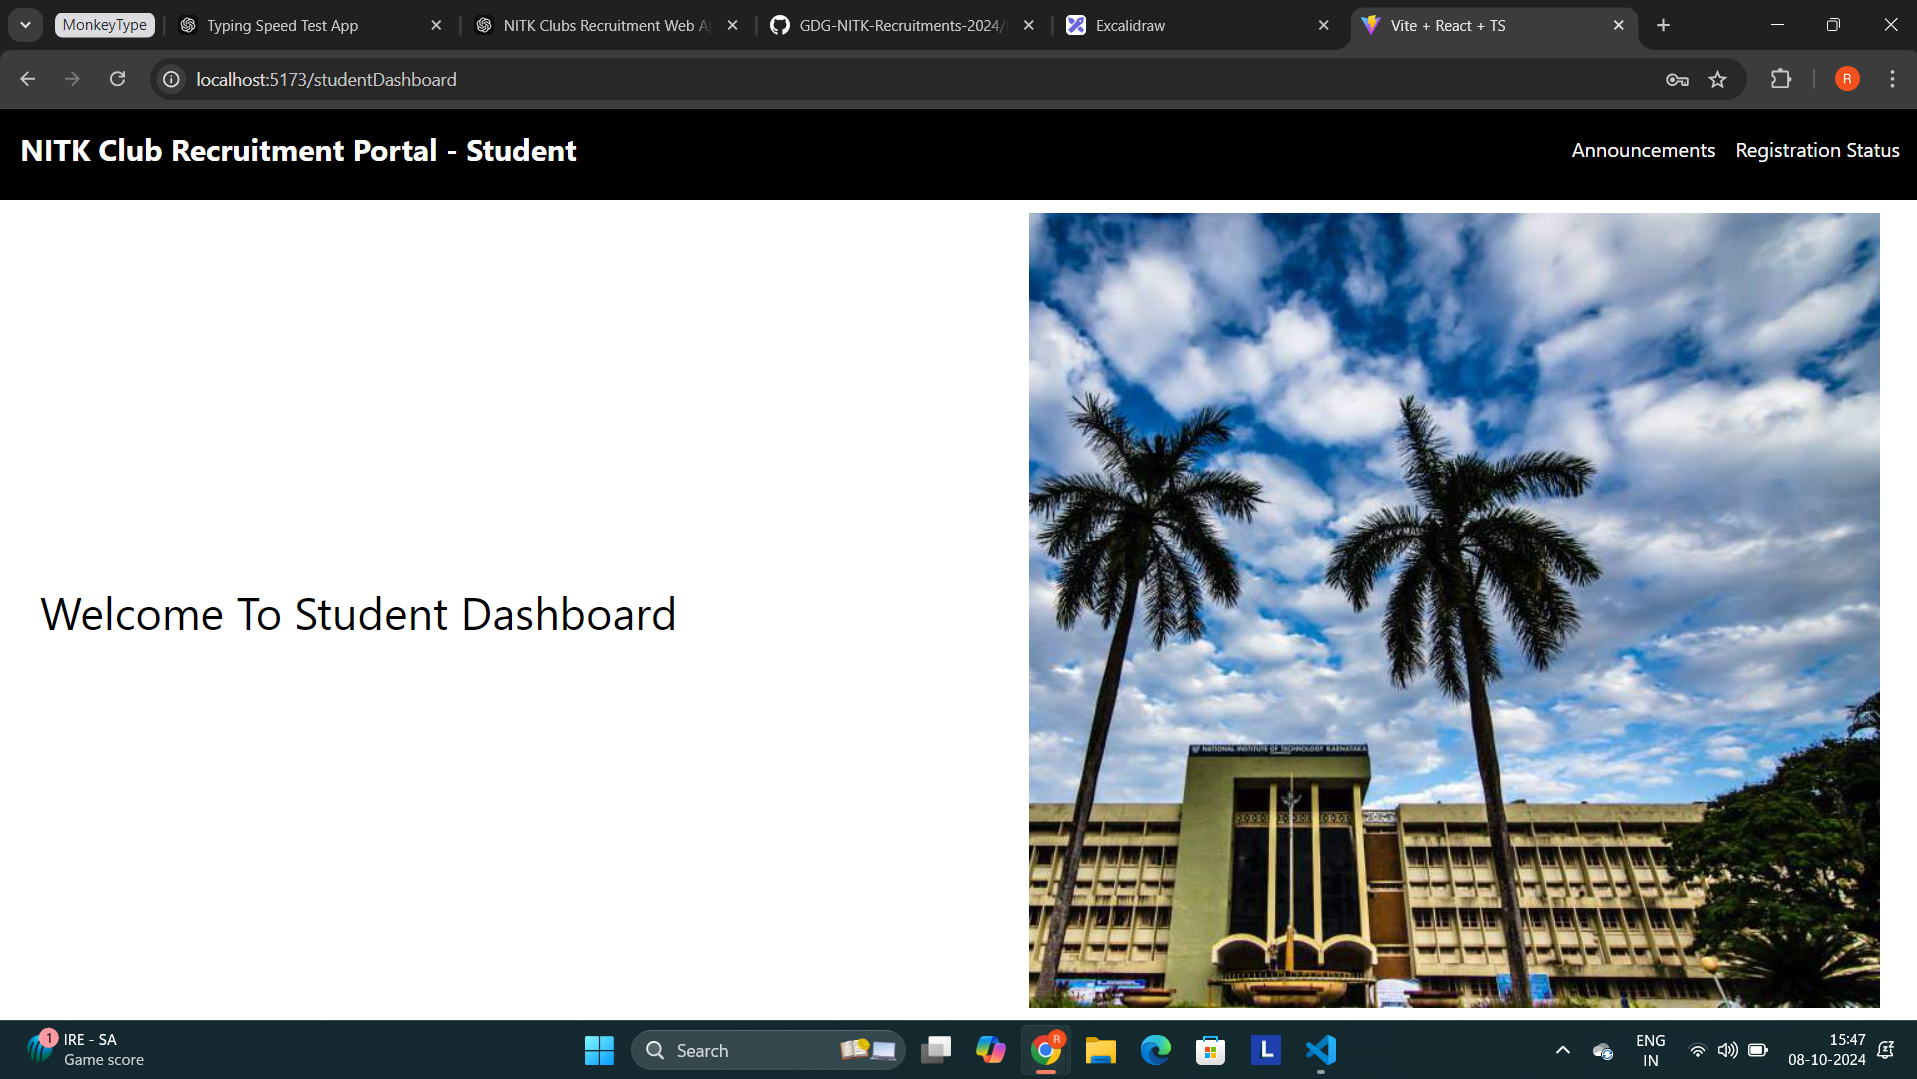 MonkeyType
Typing Speed Test App
NITK Clubs Recruitment Web A
GDG-NITK-Recruitments-2024/
Excalidraw
Vite + React + TS
localhost:5173/studentDashboard
R
NITK Club Recruitment Portal - Student
Announcements
Registration Status
Welcome To Student Dashboard
NATIONAL INSTITUTE OF TECHNOLOGY KARNATAKA
1
IRE - SA
Game score
Search
R
L
ENG
IN
15:47
08-10-2024